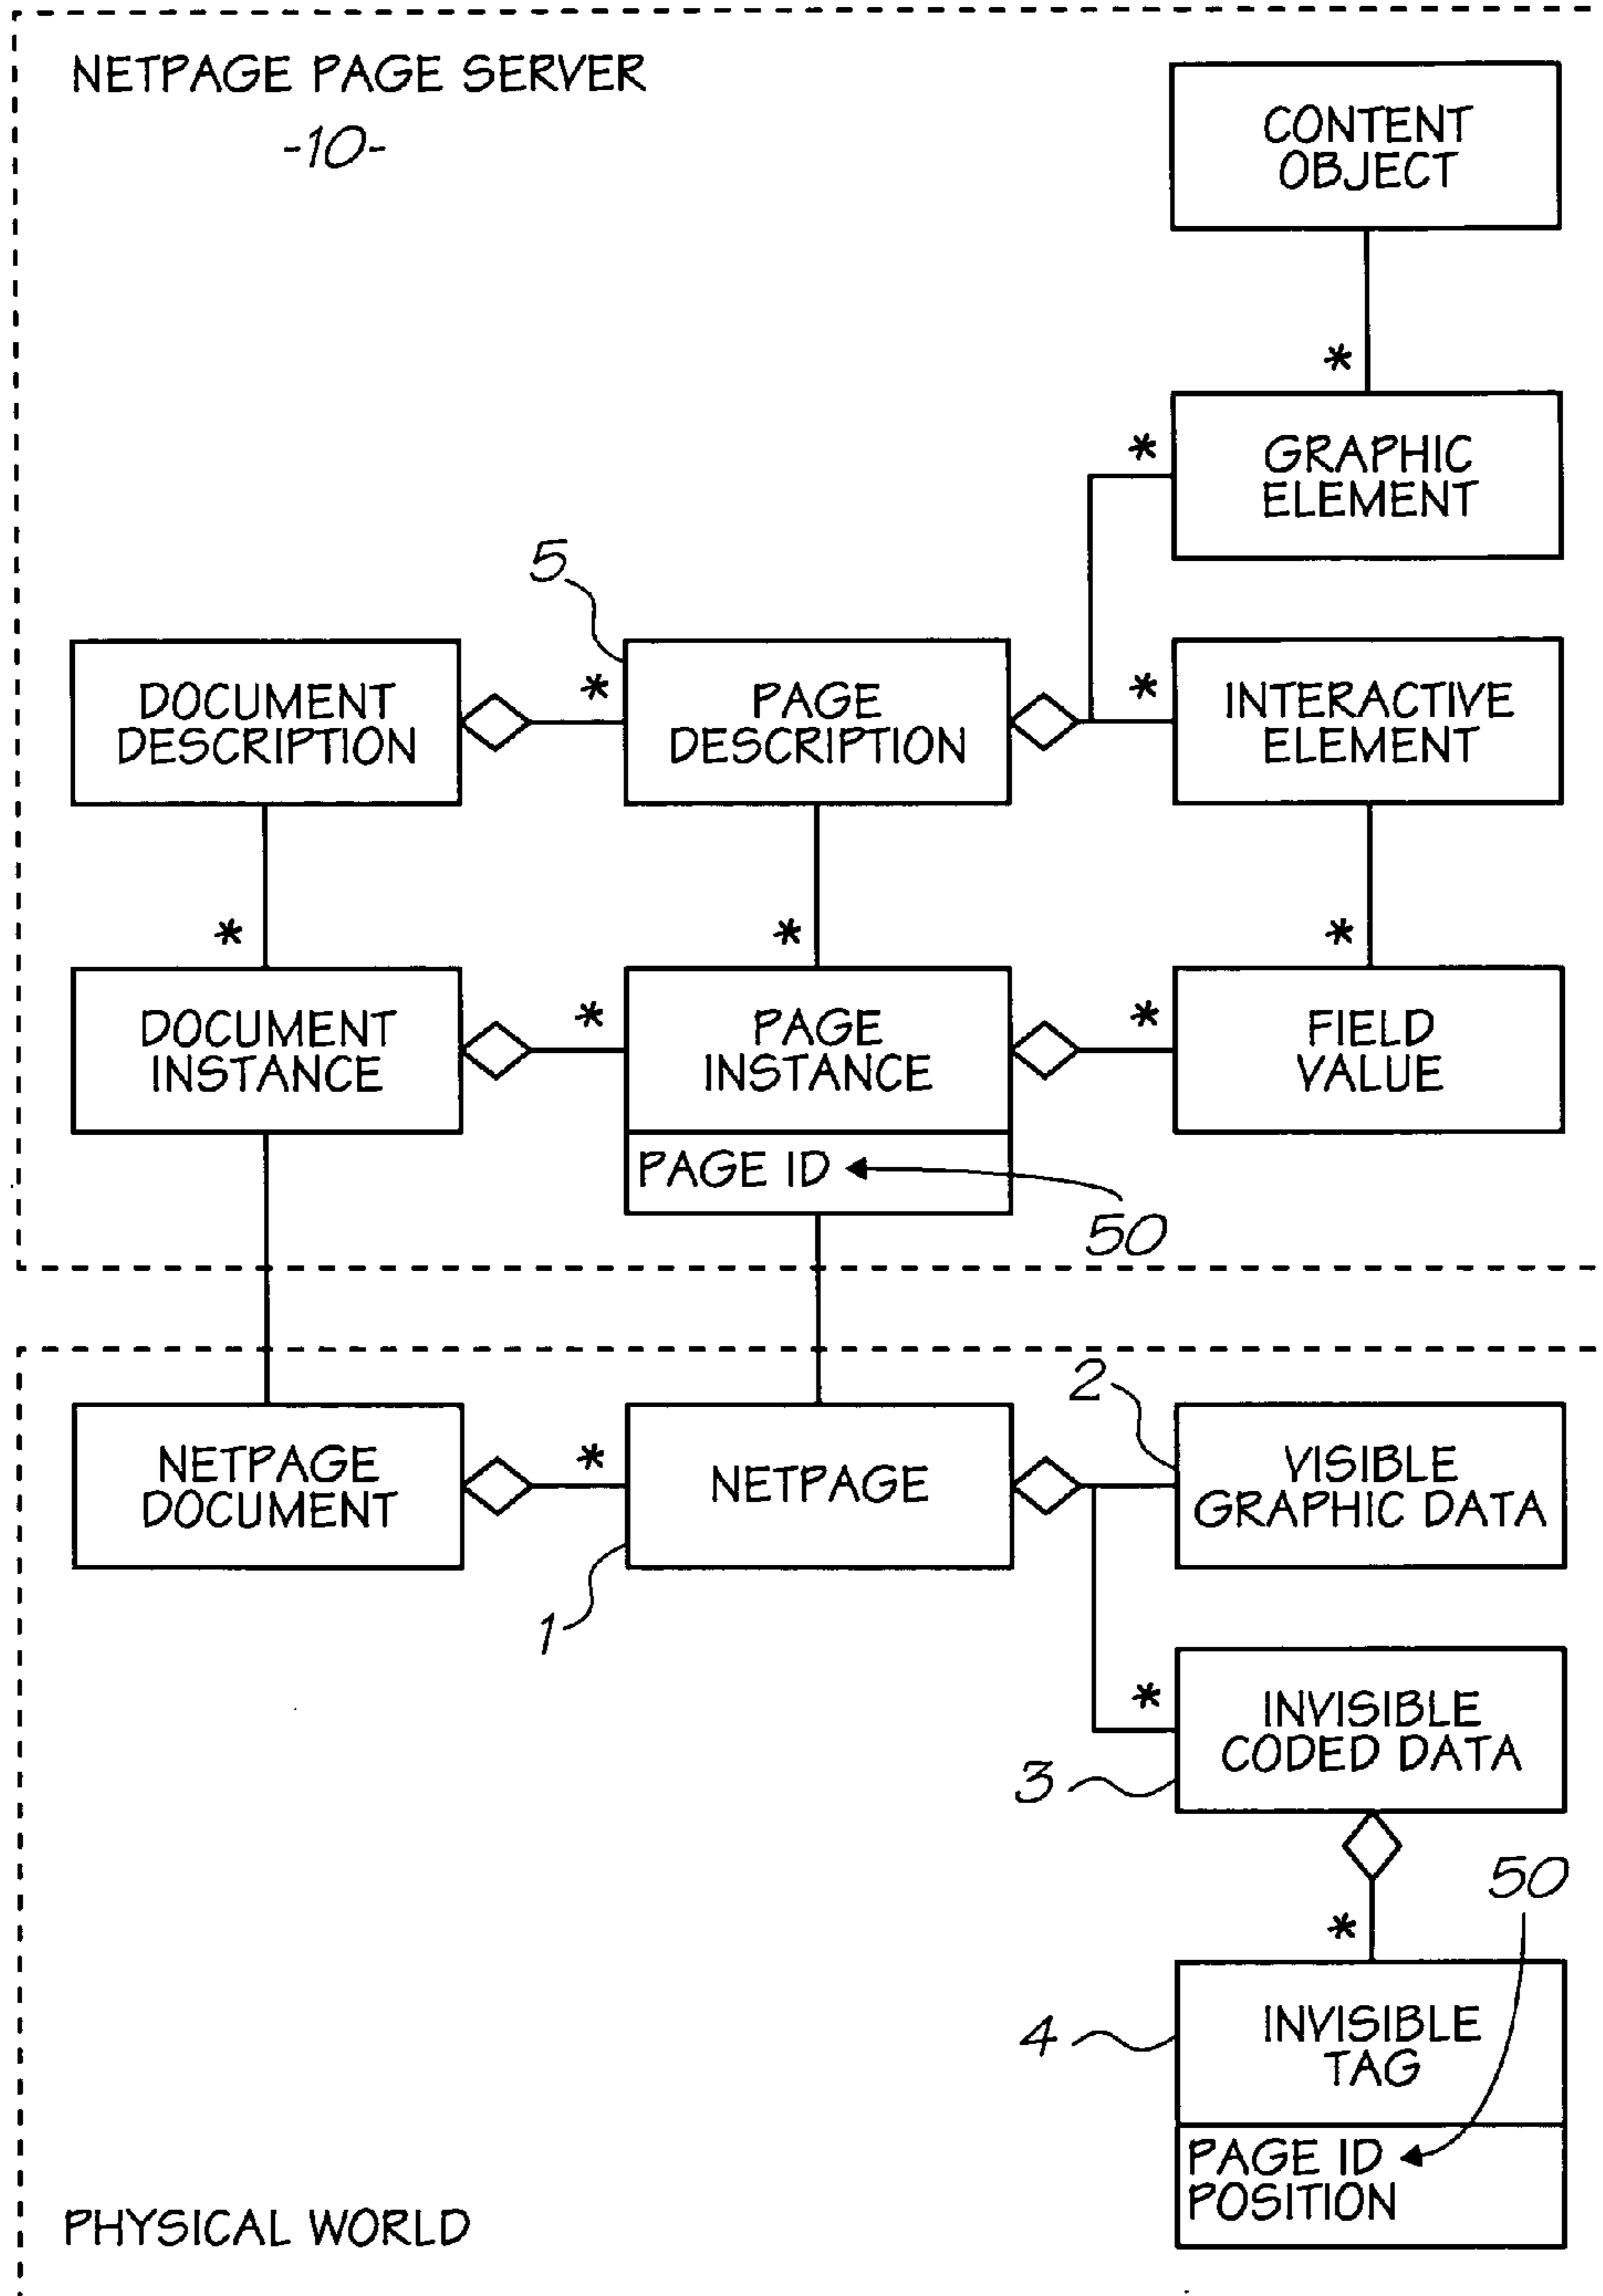 NETPAGE PAGE SERVER
-10-
CONTENT
OBJECT
*
*
GRAPHIC
ELEMENT
5
DOCUMENT
DESCRIPTION
*
PAGE
DESCRIPTION
*
INTERACTIVE
ELEMENT
*
*
*
DOCUMENT
INSTANCE
*
PAGE
INSTANCE
*
FIELD
VALUE
PAGE ID
50
NETPAGE
DOCUMENT
*
NETPAGE
2
VISIBLE
GRAPHIC DATA
1
*
INVISIBLE
CODED DATA
3
50
*
4
INVISIBLE
TAG
PAGE ID
POSITION
PHYSICAL WORLD